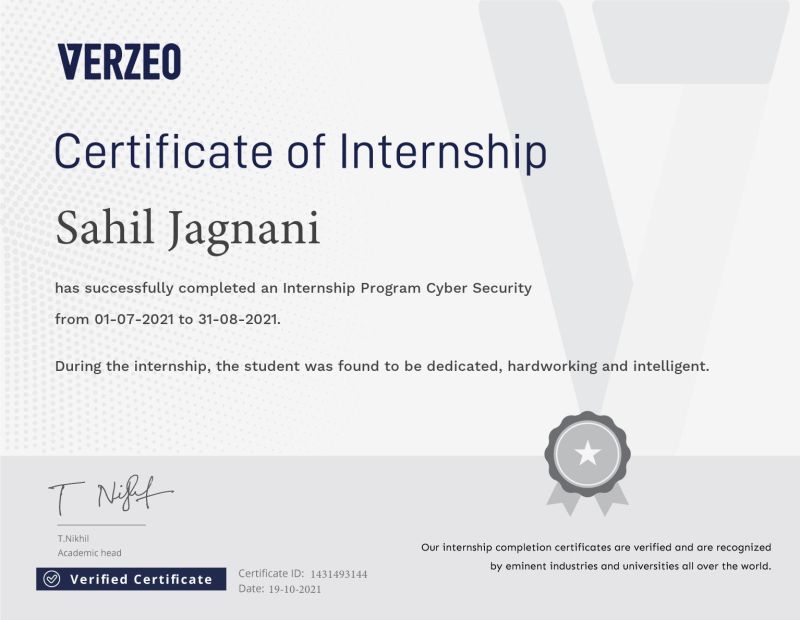 VERZEO
Certificate of Internship
Sahil Jagnani
has successfully completed an Internship Program Cyber Security
from 01-07-2021 to 31-08-2021.
During the internship, the student was found to be dedicated, hardworking and intelligent.
T Nikhil
T.Nikhil
Academic head
Verified Certificate
Certificate ID: 1431493144
Date: 19-10-2021
Our internship completion certificates are verified and are recognized
by eminent industries and universities all over the world.